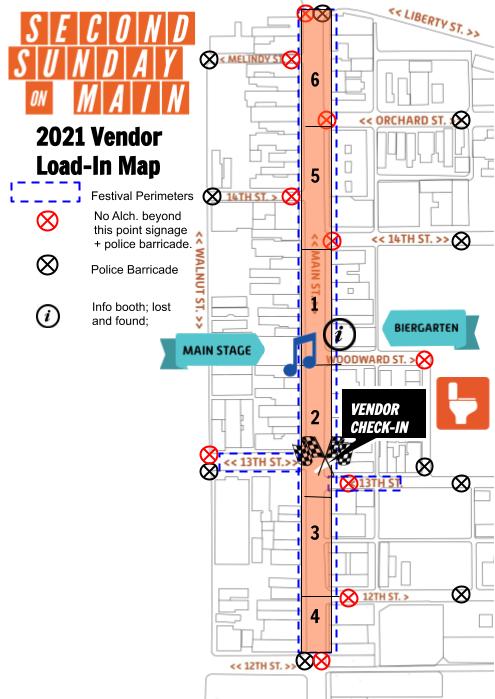 SECOND
SUNDAY
ON MAIN
2021 Vendor
Load-In Map
Festival Perimeters
No Alch. beyond
this point signage
+ police barricade.
Police Barricade
i
Info booth; lost
and found;
<< LIBERTY ST. >>
< MELINDY ST.
6
<< ORCHARD ST. >
5
14TH ST. >
<< 14TH ST. >>
<< WALNUT ST. >>
<< MAIN ST. >>
1
i
BIERGARTEN
MAIN STAGE
WOODWARD ST. >
2
VENDOR
CHECK-IN
<< 13TH ST. >>
13TH ST.
3
12TH ST. >
4
<< 12TH ST. >>